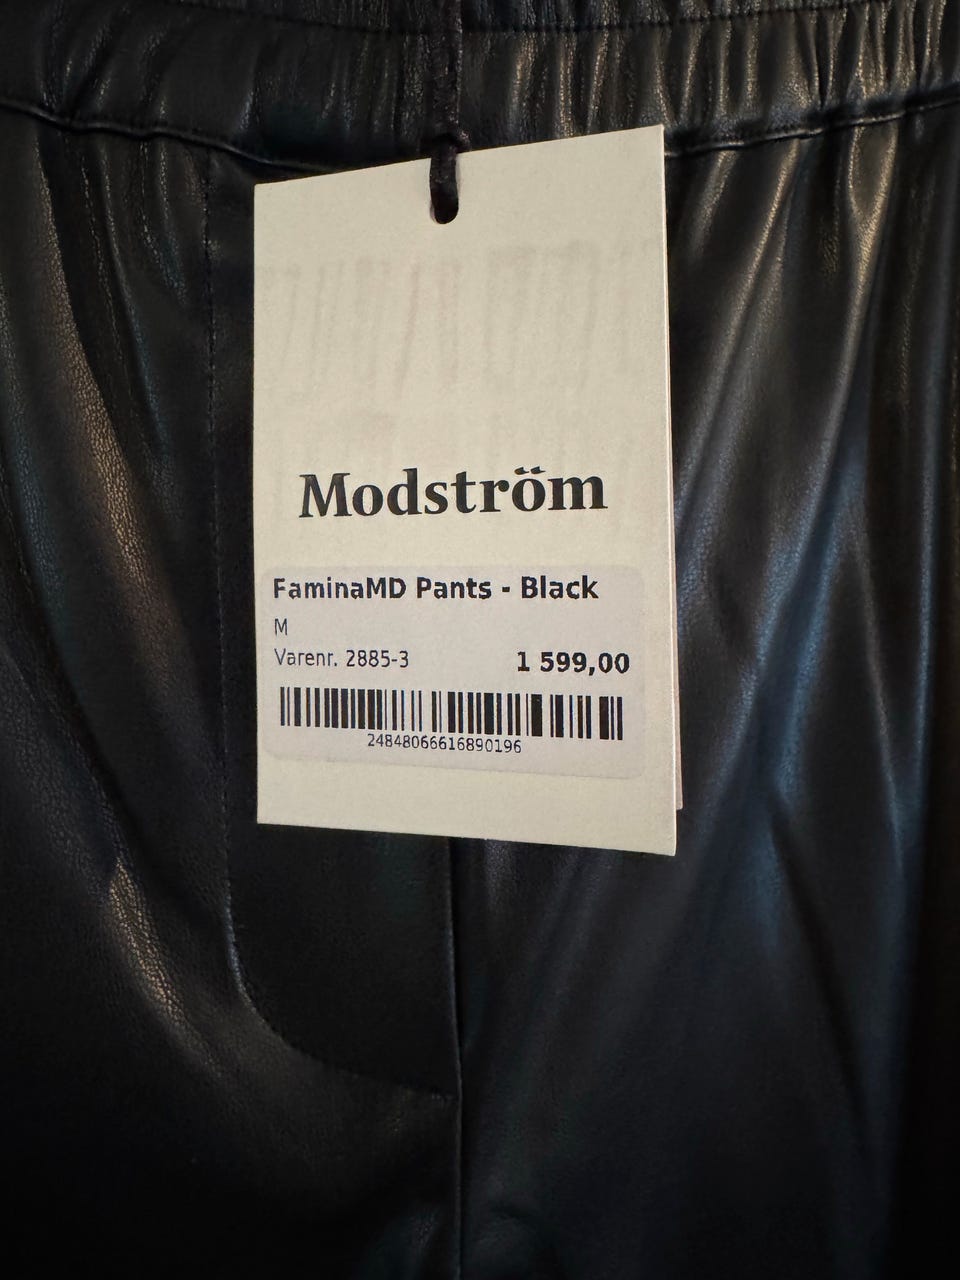 Modström
FaminaMD Pants - Black
M
Varenr. 2885-3 1 599,00
24848066616890196